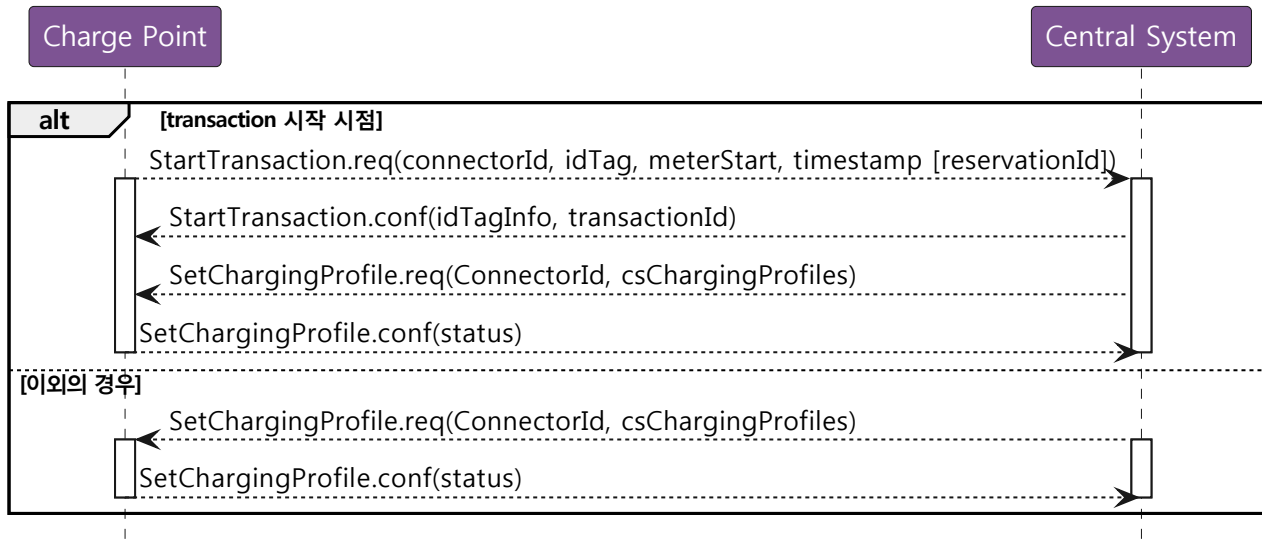 Charge Point
Central System
alt
[transaction 시작 시점]
StartTransaction.req(connectorId, idTag, meterStart, timestamp [reservationId])
StartTransaction.conf(idTagInfo, transactionId)
SetChargingProfile.req(ConnectorId, csChargingProfiles)
SetChargingProfile.conf(status)
[이외의 경우]
SetChargingProfile.req(ConnectorId, csChargingProfiles)
SetChargingProfile.conf(status)